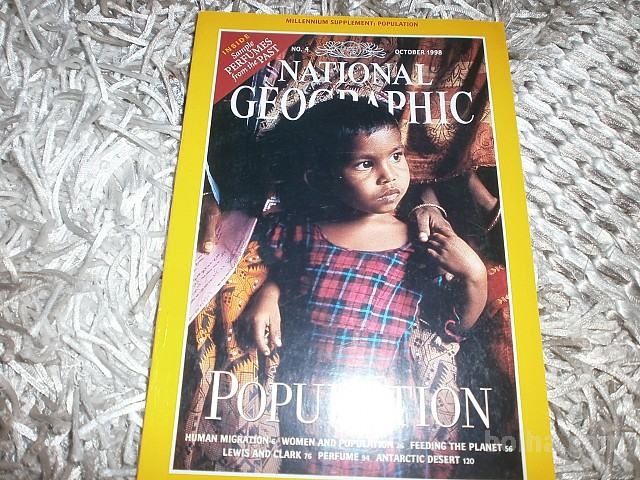 MILLENNIUM SUPPLEMENT: POPULATION
INSIDE
Sample
PERFUMES
from the PAST
NO. 4
OCTOBER 1998
NATIONAL
GEOGRAPHIC
POPULATION
HUMAN MIGRATION 6 WOMEN AND POPULATION 36 FEEDING THE PLANET 56
LEWIS AND CLARK 76 PERFUME 94 ANTARCTIC DESERT 120